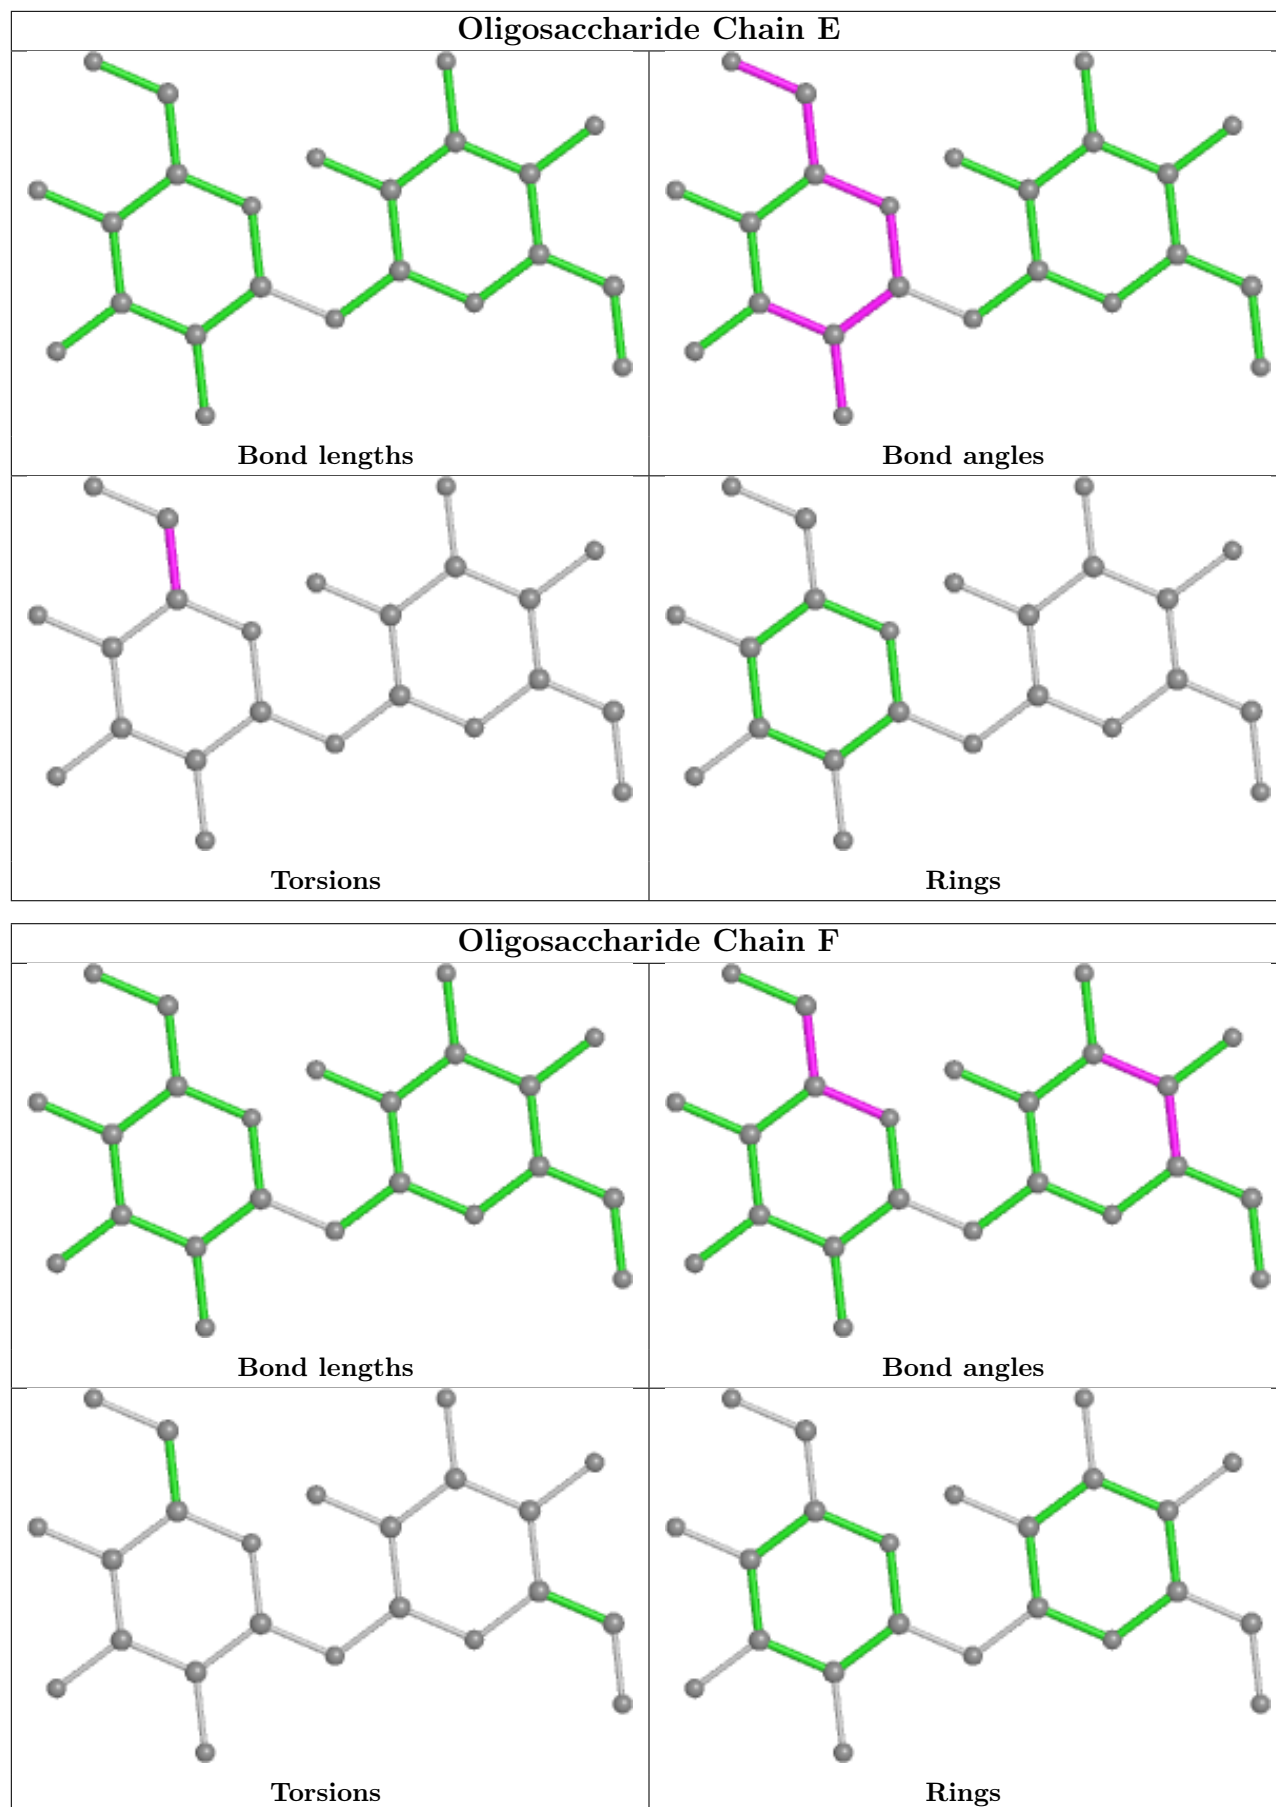 Oligosaccharide Chain E
Bond lengths
Bond angles
Torsions
Rings
Oligosaccharide Chain F
Bond lengths
Bond angles
Torsions
Rings